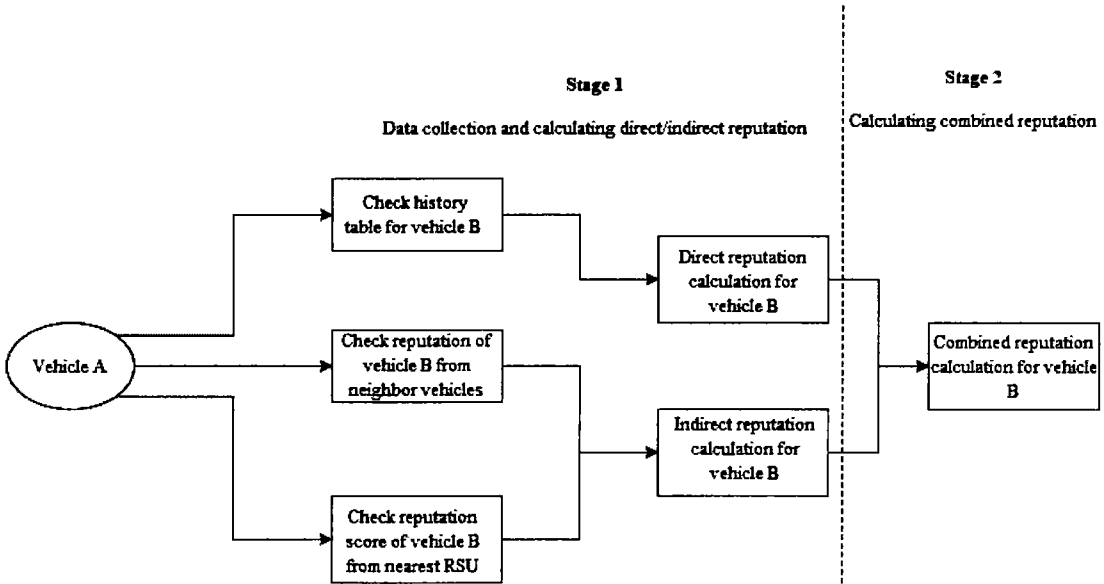 Stage 1
Data collection and calculating direct/indirect reputation
Stage 2
Calculating combined reputation
Vehicle A
Check history
table for vehicle B
Check reputation of
vehicle B from
neighbor vehicles
Check reputation
score of vehicle B
from nearest RSU
Direct reputation
calculation for
vehicle B
Indirect reputation
calculation for
vehicle B
Combined reputation
calculation for vehicle
B